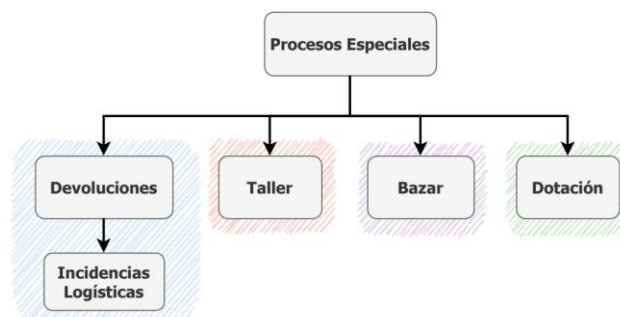 Procesos Especiales
Devoluciones
Taller
Bazar
Dotación
Incidencias
Logísticas